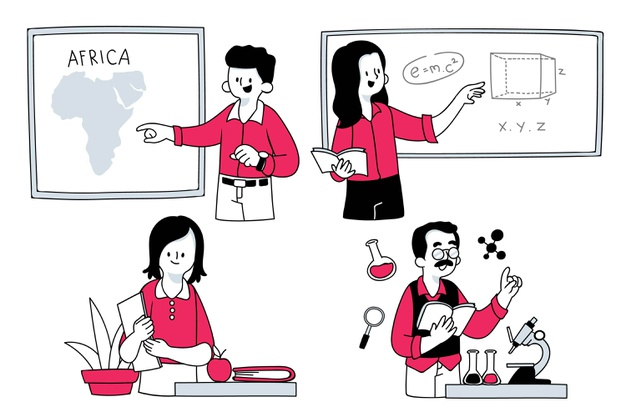 AFRICA
e=m.c²
z
x
y
X.Y.Z